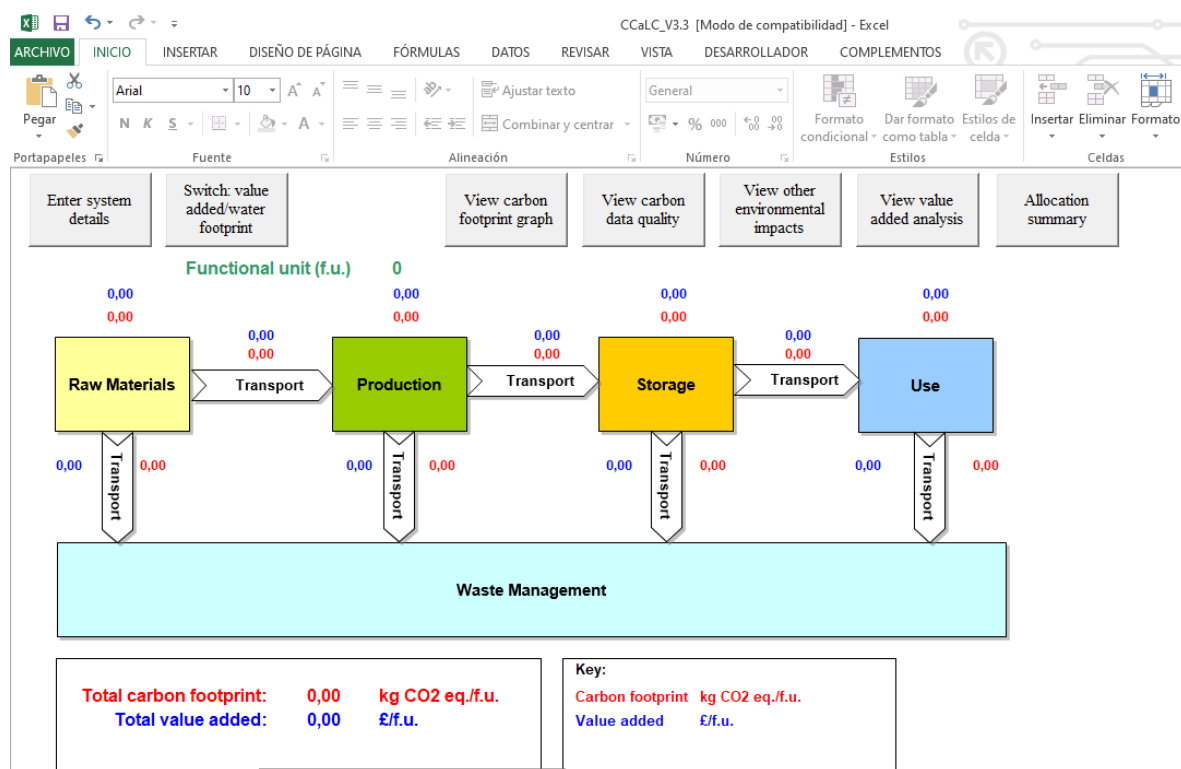 CCaLC_V3.3 [Modo de compatibilidad] - Excel
ARCHIVO INICIO INSERTAR DISEÑO DE PÁGINA FÓRMULAS DATOS REVISAR VISTA DESARROLLADOR COMPLEMENTOS
Pegar
Arial 10 A A
N K S A
Ajustar texto
Combinar y centrar
General
% 000
Formato
condicional
Dar formato
como tabla
Estilos de
celda
Insertar Eliminar Formato
Portapapeles Fuente Alineación Número Estilos Celdas
Enter system
details
Switch: value
added/water
footprint
View carbon
footprint graph
View carbon
data quality
View other
environmental
impacts
View value
added analysis
Allocation
summary
Functional unit (f.u.) 0
0,00 0,00 0,00 0,00
0,00 0,00 0,00 0,00
0,00 0,00 0,00
0,00 0,00 0,00
Raw Materials Transport Production Transport Storage Transport Use
0,00 Transport 0,00 0,00 Transport 0,00 0,00 Transport 0,00 0,00 Transport 0,00
Waste Management
Total carbon footprint: 0,00 kg CO2 eq./f.u.
Total value added: 0,00 £/f.u.
Key:
Carbon footprint kg CO2 eq./f.u.
Value added £/f.u.